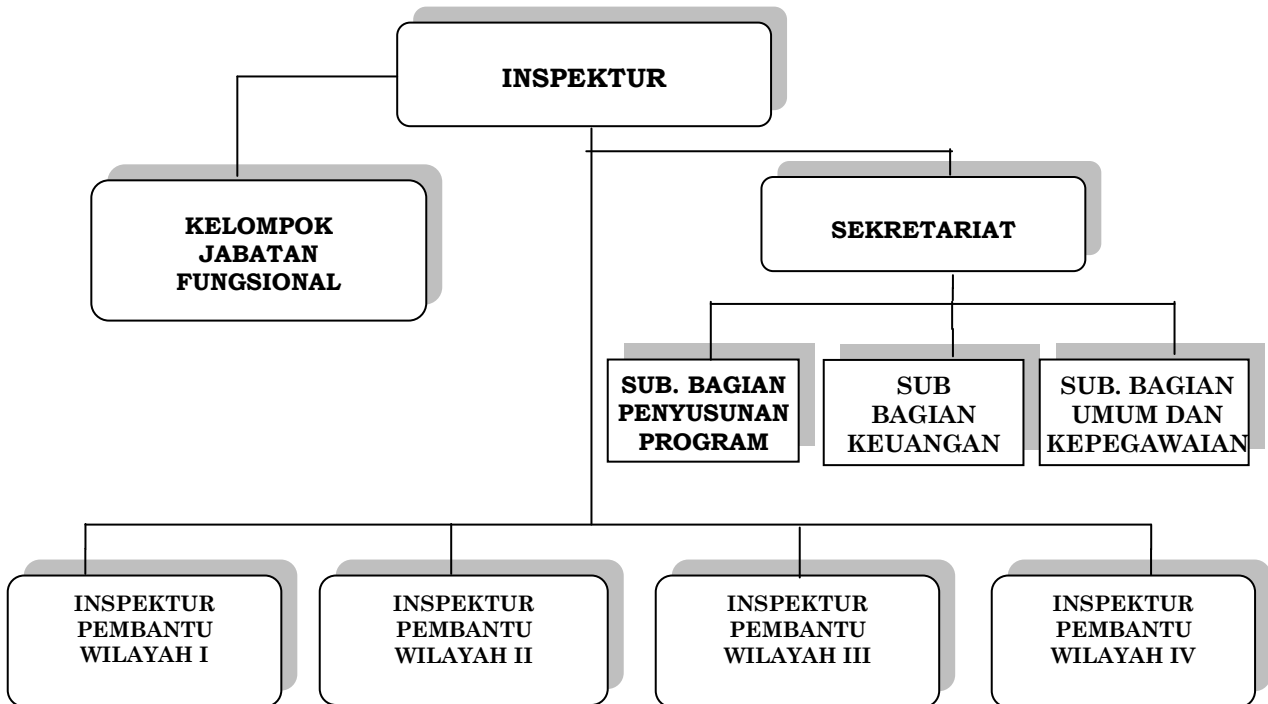 INSPEKTUR
KELOMPOK
JABATAN
FUNGSIONAL
SEKRETARIAT
SUB. BAGIAN
PENYUSUNAN
PROGRAM
SUB
BAGIAN
KEUANGAN
SUB. BAGIAN
UMUM DAN
KEPEGAWAIAN
INSPEKTUR
PEMBANTU
WILAYAH I
INSPEKTUR
PEMBANTU
WILAYAH II
INSPEKTUR
PEMBANTU
WILAYAH III
INSPEKTUR
PEMBANTU
WILAYAH IV